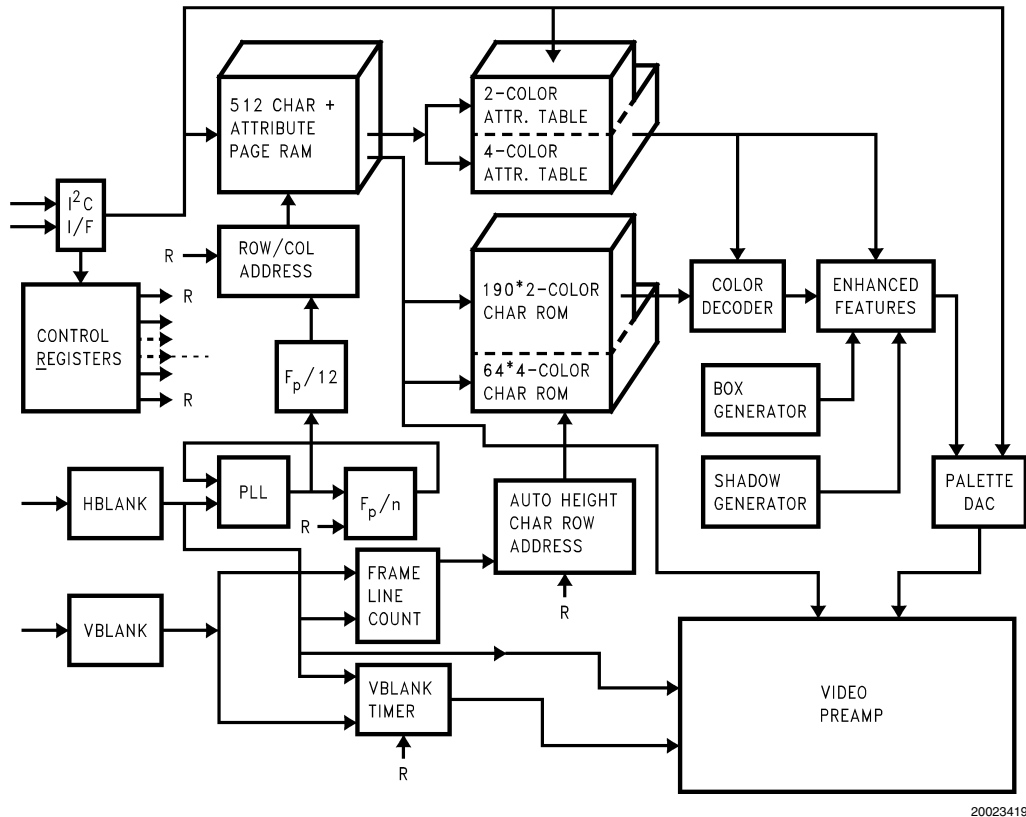 512 CHAR +
ATTRIBUTE
PAGE RAM
2-COLOR
ATTR. TABLE
4-COLOR
ATTR. TABLE
I²C
I/F
R
ROW/COL
ADDRESS
190*2-COLOR
CHAR ROM
64*4-COLOR
CHAR ROM
COLOR
DECODER
ENHANCED
FEATURES
R
CONTROL
REGISTERS
R
Fp/12
BOX
GENERATOR
HBLANK
PLL
Fp/n
R
AUTO HEIGHT
CHAR ROW
ADDRESS
R
SHADOW
GENERATOR
PALETTE
DAC
VBLANK
FRAME
LINE
COUNT
VBLANK
TIMER
R
VIDEO
PREAMP
20023419